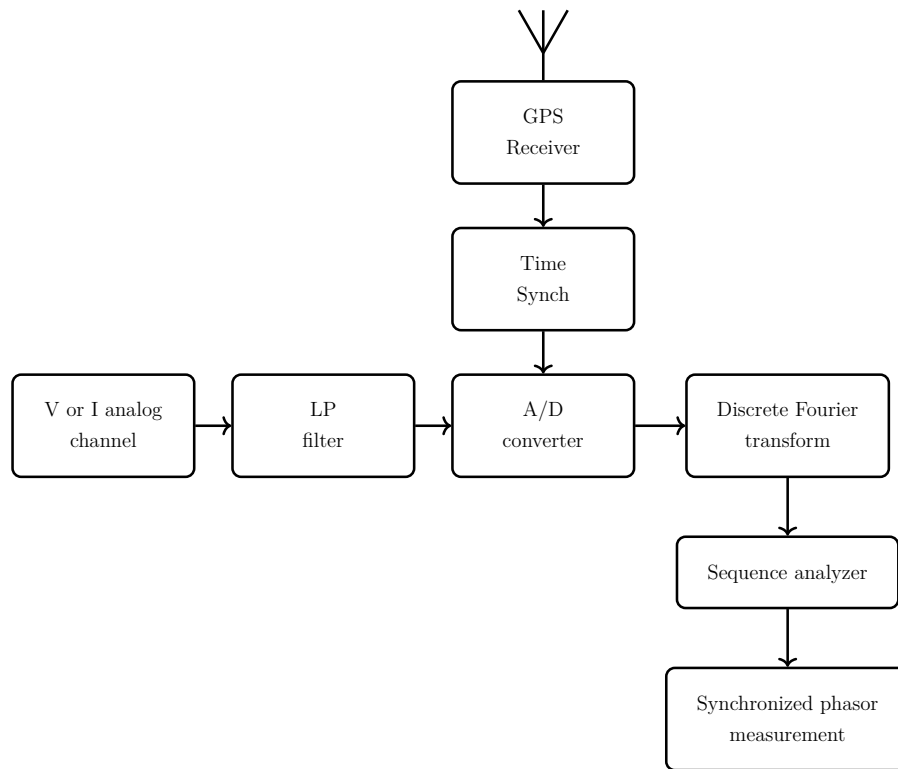 GPS
Receiver
Time
Synch
V or I analog
channel
LP
filter
A/D
converter
Discrete Fourier
transform
Sequence analyzer
Synchronized phasor
measurement